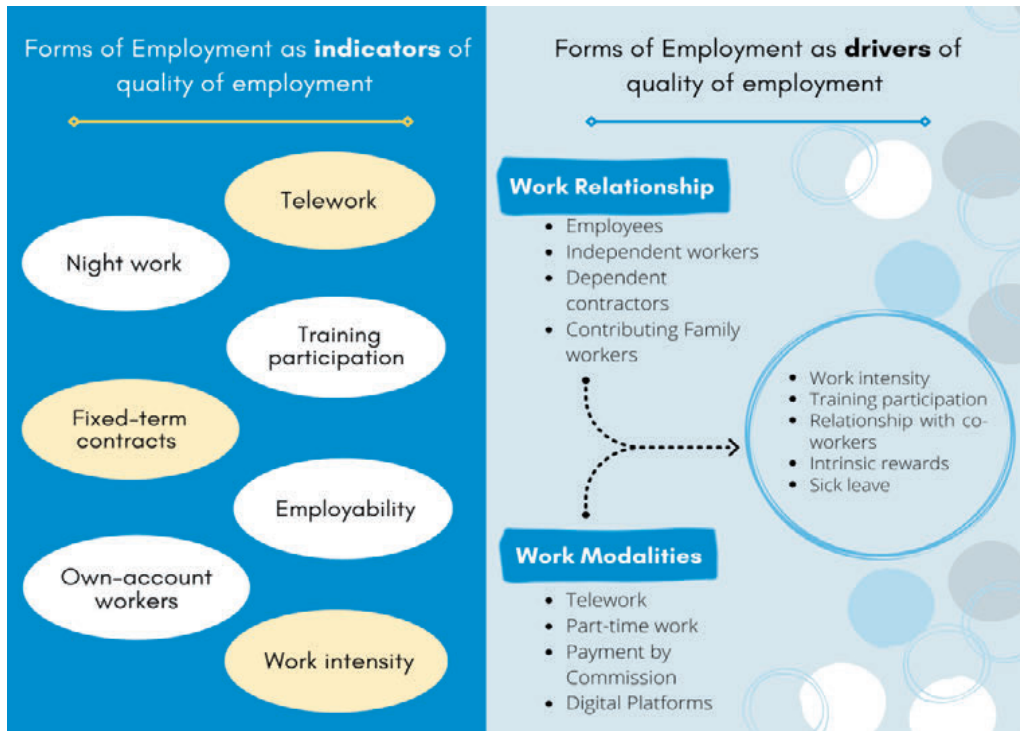 Forms of Employment as indicators of
quality of employment
Telework
Night work
Training
participation
Fixed-term
contracts
Employability
Own-account
workers
Work intensity
Forms of Employment as drivers of
quality of employment
Work Relationship
• Employees
• Independent workers
• Dependent
contractors
• Contributing Family
workers
• Work intensity
• Training participation
• Relationship with co-
workers
• Intrinsic rewards
• Sick leave
Work Modalities
• Telework
• Part-time work
• Payment by
Commission
• Digital Platforms